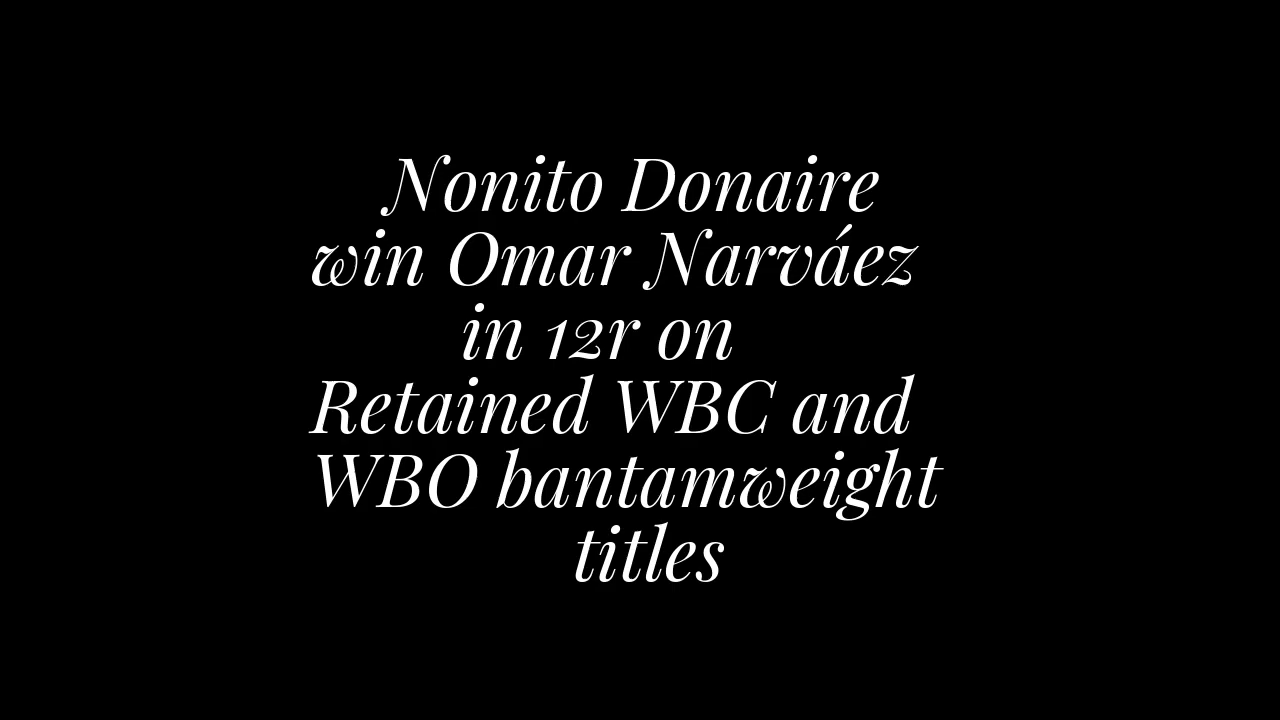 Nonito Donaire
win Omar Narváez
in 12r on
Retained WBC and
WBO bantamweight
titles